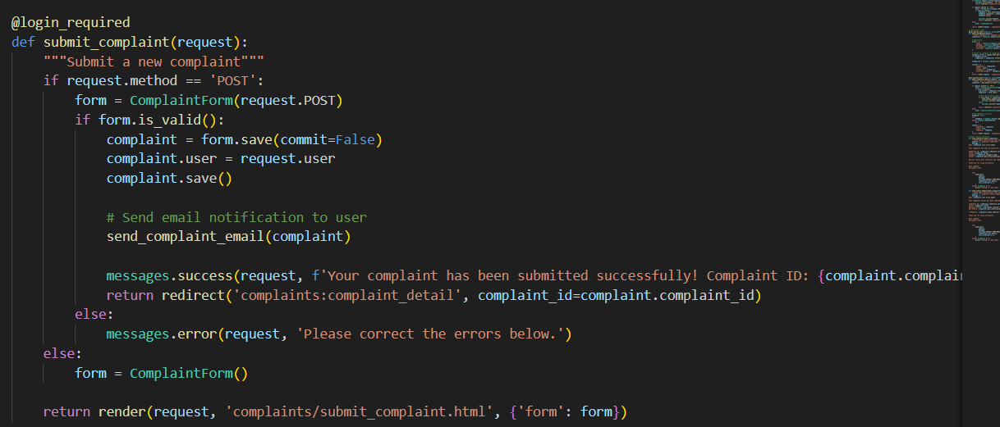 @login_required
def submit_complaint(request):
    """Submit a new complaint"""
    if request.method == 'POST':
        form = ComplaintForm(request.POST)
        if form.is_valid():
            complaint = form.save(commit=False)
            complaint.user = request.user
            complaint.save()

            # Send email notification to user
            send_complaint_email(complaint)

            messages.success(request, f'Your complaint has been submitted successfully! Complaint ID: {complaint.complai
            return redirect('complaints:complaint_detail', complaint_id=complaint.complaint_id)
        else:
            messages.error(request, 'Please correct the errors below.')
    else:
        form = ComplaintForm()

    return render(request, 'complaints/submit_complaint.html', {'form': form})